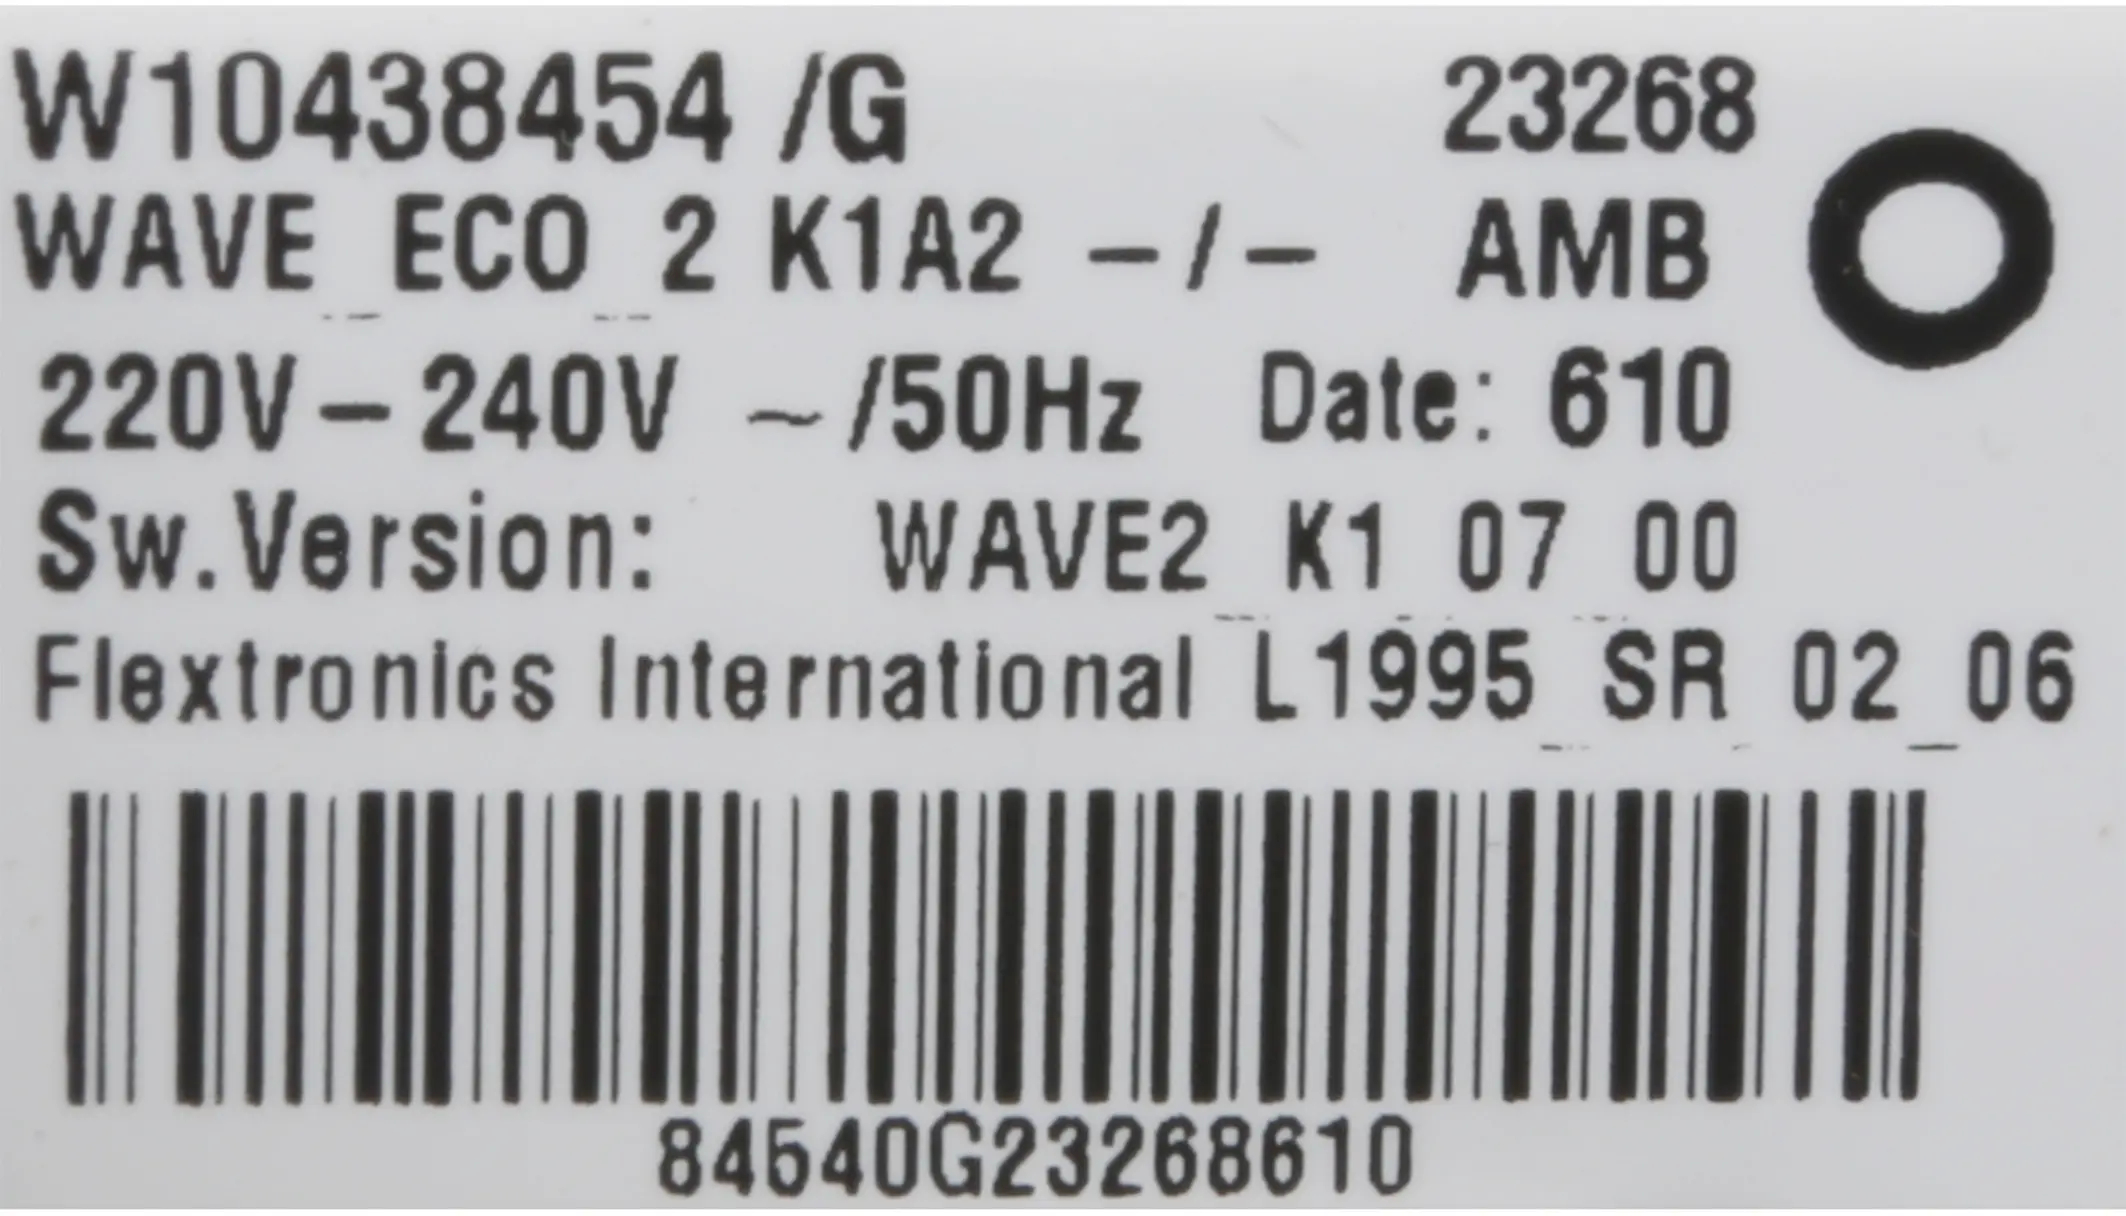 W10438454 /G 23268
WAVE_ECO_2 K1A2 -/- AMB
220V-240V ~/50Hz Date: 610
Sw.Version: WAVE2_K1_07_00
Flextronics International L1995_SR_02_06
84540G23268610